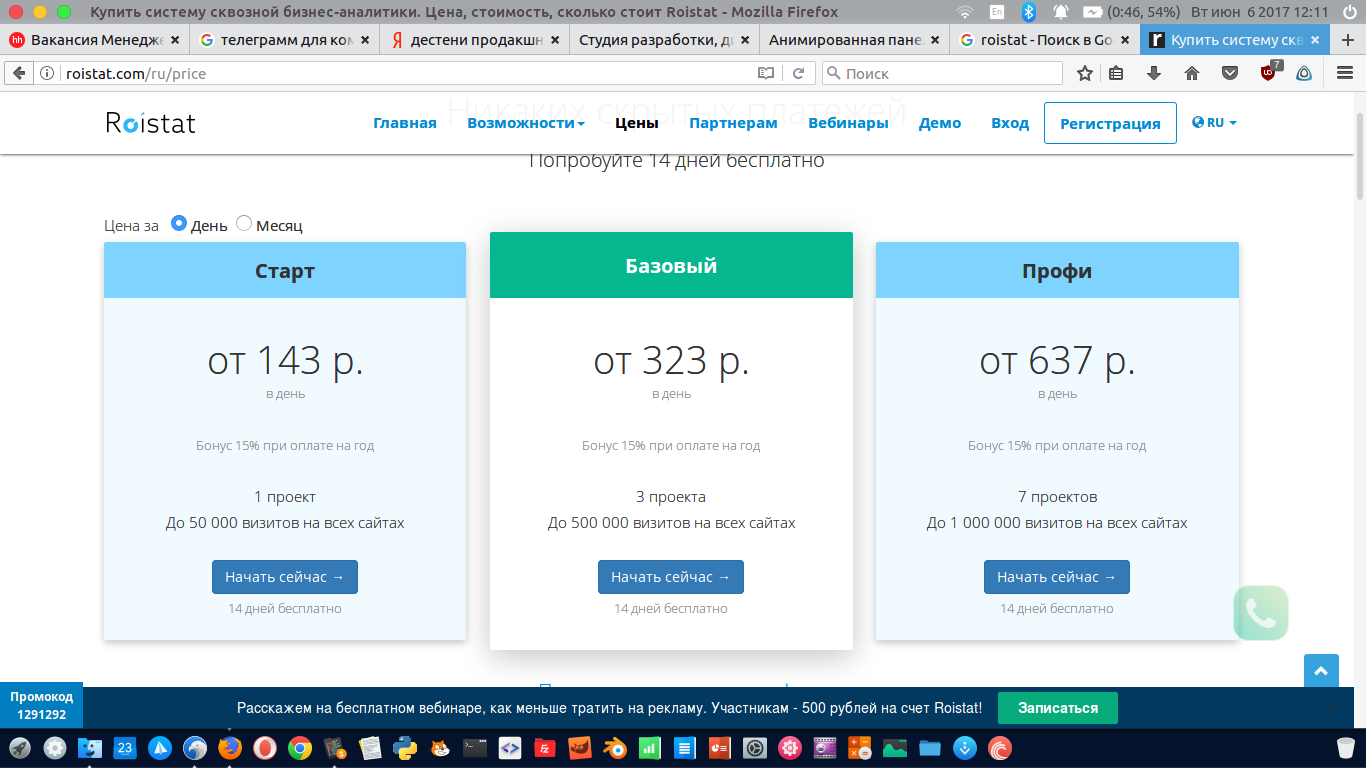 Купить систему сквозной бизнес-аналитики. Цена, стоимость, сколько стоит Roistat - Mozilla Firefox
En
(0:46, 54%)
Вт июн 6 2017 12:11
hh Вакансия Менедже
телеграмм для ком
дестени продакшн
Студия разработки, ди
Анимированная пане
roistat - Поиск в Go
Купить систему скв
roistat.com/ru/price
Поиск
7
Никаких скрытых платежей
Roistat
Главная
Возможности
Цены
Партнерам
Вебинары
Демо
Вход
Регистрация
RU
Попробуйте 14 дней бесплатно
Цена за День Месяц
Старт
от 143 р.
в день
Бонус 15% при оплате на год
1 проект
До 50 000 визитов на всех сайтах
Начать сейчас →
14 дней бесплатно
Базовый
от 323 р.
в день
Бонус 15% при оплате на год
3 проекта
До 500 000 визитов на всех сайтах
Начать сейчас →
14 дней бесплатно
Профи
от 637 р.
в день
Бонус 15% при оплате на год
7 проектов
До 1 000 000 визитов на всех сайтах
Начать сейчас →
14 дней бесплатно
Промокод
1291292
Расскажем на бесплатном вебинаре, как меньше тратить на рекламу. Участникам - 500 рублей на счет Roistat!
Записаться
23